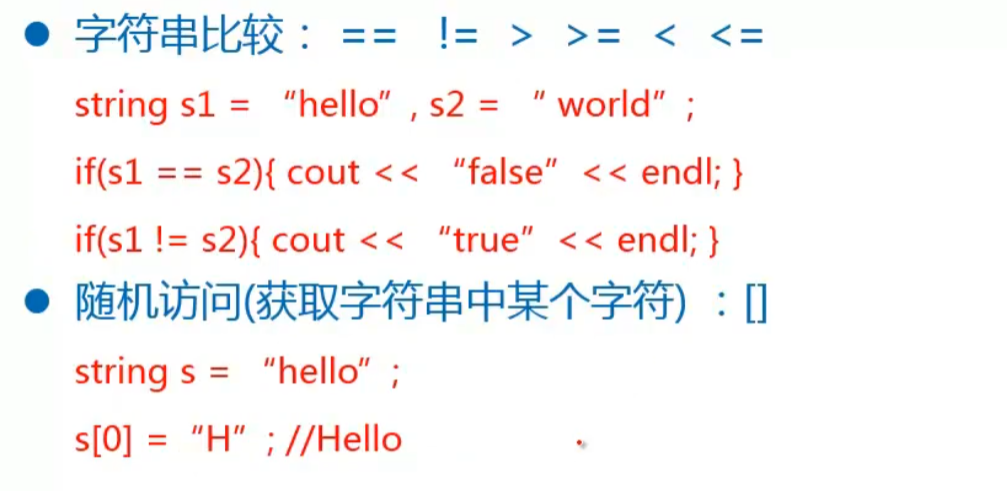 ● 字符串比较： == != > >= < <=
string s1 = “hello”, s2 = ”world”;
if(s1 == s2){ cout << “false” << endl; }
if(s1 != s2){ cout << “true” << endl; }
● 随机访问(获取字符串中某个字符) ：[]
string s = “hello”;
s[0] = “H”; //Hello